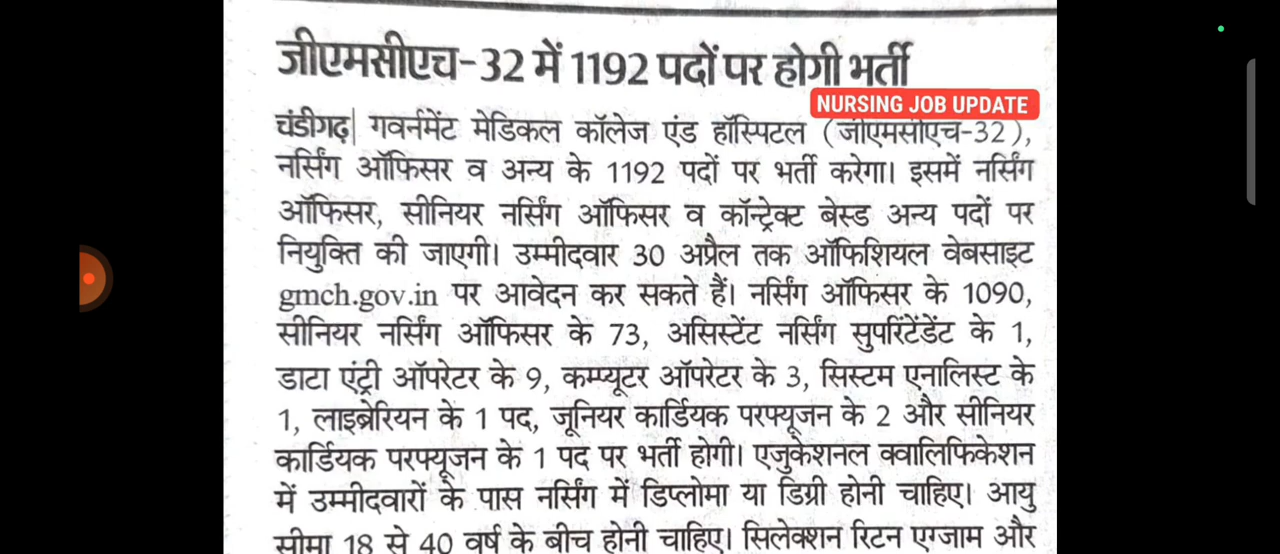 जीएमसीएच-32 में 1192 पदों पर होगी भर्ती
NURSING JOB UPDATE
चंडीगढ़| गवर्नमेंट मेडिकल कॉलेज एंड हॉस्पिटल (जीएमसीएच-32),
नर्सिंग ऑफिसर व अन्य के 1192 पदों पर भर्ती करेगा। इसमें नर्सिंग
ऑफिसर, सीनियर नर्सिंग ऑफिसर व कॉन्ट्रेक्ट बेस्ड अन्य पदों पर
नियुक्ति की जाएगी। उम्मीदवार 30 अप्रैल तक ऑफिशियल वेबसाइट
gmch.gov.in पर आवेदन कर सकते हैं। नर्सिंग ऑफिसर के 1090,
सीनियर नर्सिंग ऑफिसर के 73, असिस्टेंट नर्सिंग सुपरिंटेंडेंट के 1,
डाटा एंट्री ऑपरेटर के 9, कम्प्यूटर ऑपरेटर के 3, सिस्टम एनालिस्ट के
1, लाइब्रेरियन के 1 पद, जूनियर कार्डियक परफ्यूजन के 2 और सीनियर
कार्डियक परफ्यूजन के 1 पद पर भर्ती होगी। एजुकेशनल क्वालिफिकेशन
में उम्मीदवारों के पास नर्सिंग में डिप्लोमा या डिग्री होनी चाहिए। आयु
सीमा 18 से 40 वर्ष के बीच होनी चाहिए। सिलेक्शन रिटन एग्जाम और